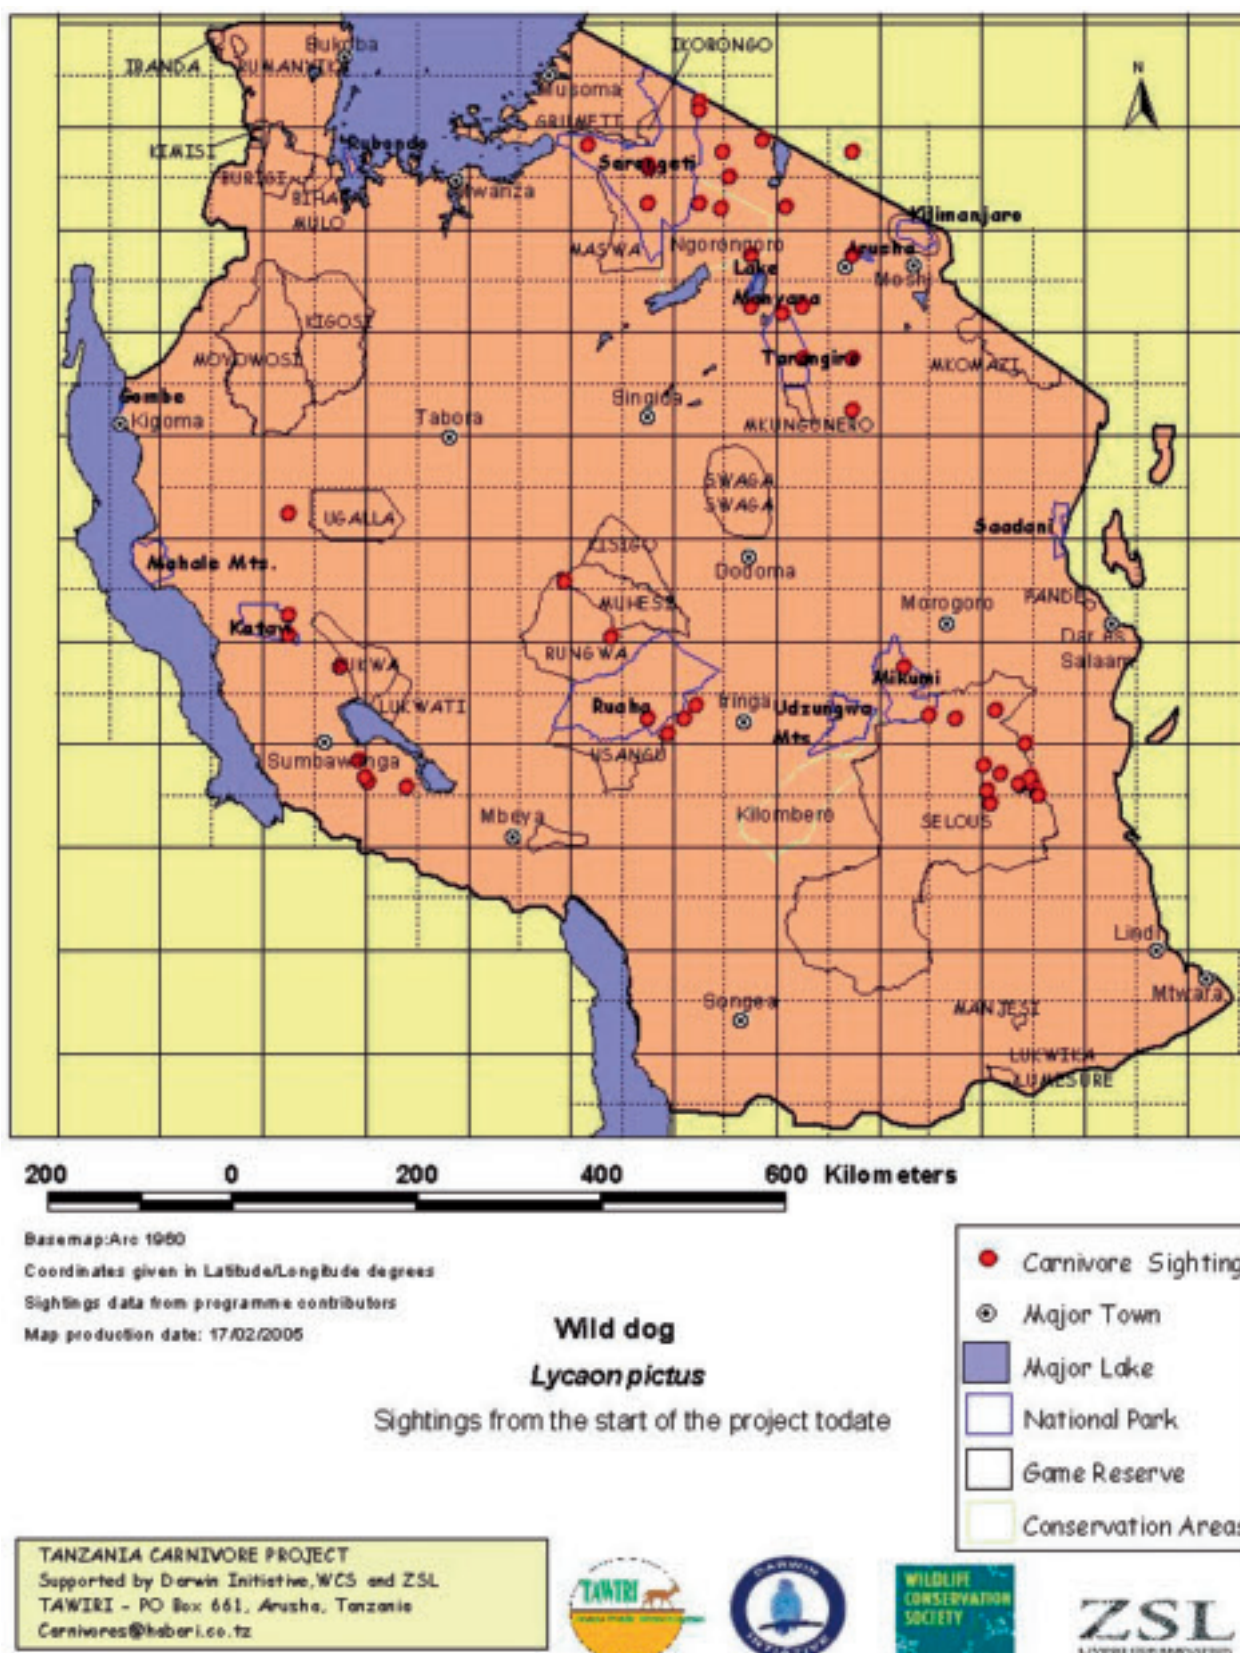 N
IKORONGO
Bukoba
IBANDA
RUMANYIKA
Musoma
GRUMETI
KIMISI
Rubondo
Serengeti
BURIGI
Mwanza
BIHA
MULO
Kilimanjaro
MASWA
Ngorongoro
Arusha
Lake
Moshi
Manyara
KIGOSI
MOYOWOSI
Tarangire
MKOMAZI
Gombe
Kigoma
Singida
Tabora
MKUNGUNERO
SWAGA
SWAGA
UGALLA
Saadani
KISIGO
Mahale Mts.
Dodoma
MUHESI
Morogoro
PANDE
Katavi
Dar es
Salaam
RUNGWA
UKWA
Mikumi
LUKWATI
Ruaha
Iringa
Udzungwa
Mts
USANGU
Sumbawanga
Mbeya
Kilombero
SELOUS
Lindi
Mtwara
Songea
MANJESI
LUKWIKA
LUMESURE
200 0 200 400 600 Kilometers
Basemap:Arc 1960
Coordinates given in Latitude/Longitude degrees
Sightings data from programme contributors
Map production date: 17/02/2005
Wild dog
Lycaon pictus
Sightings from the start of the project todate
Carnivore Sighting
Major Town
Major Lake
National Park
Game Reserve
Conservation Areas
TANZANIA CARNIVORE PROJECT
Supported by Darwin Initiative,WCS and ZSL
TAWIRI - PO Box 661, Arusha, Tanzania
Carnivores@habari.co.tz
TAWIRI
DARWIN
INITIATIVE
WILDLIFE
CONSERVATION
SOCIETY
ZSL